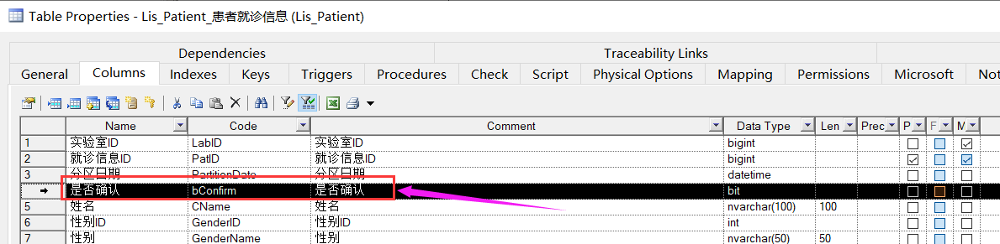 Table Properties - Lis_Patient_患者就诊信息 (Lis_Patient)
Dependencies Traceability Links
General Columns Indexes Keys Triggers Procedures Check Script Physical Options Mapping Permissions Microsoft Not
Name Code Comment Data Type Len Prec P F M
1 实验室ID LabID 实验室ID bigint
2 就诊信息ID PatID 就诊信息ID bigint
3 分区日期 PartitionDate 分区日期 datetime
是否确认 bConfirm 是否确认 bit
5 姓名 CName 姓名 nvarchar(100) 100
6 性别ID GenderID 性别ID int
7 性别 GenderName 性别 nvarchar(50) 50